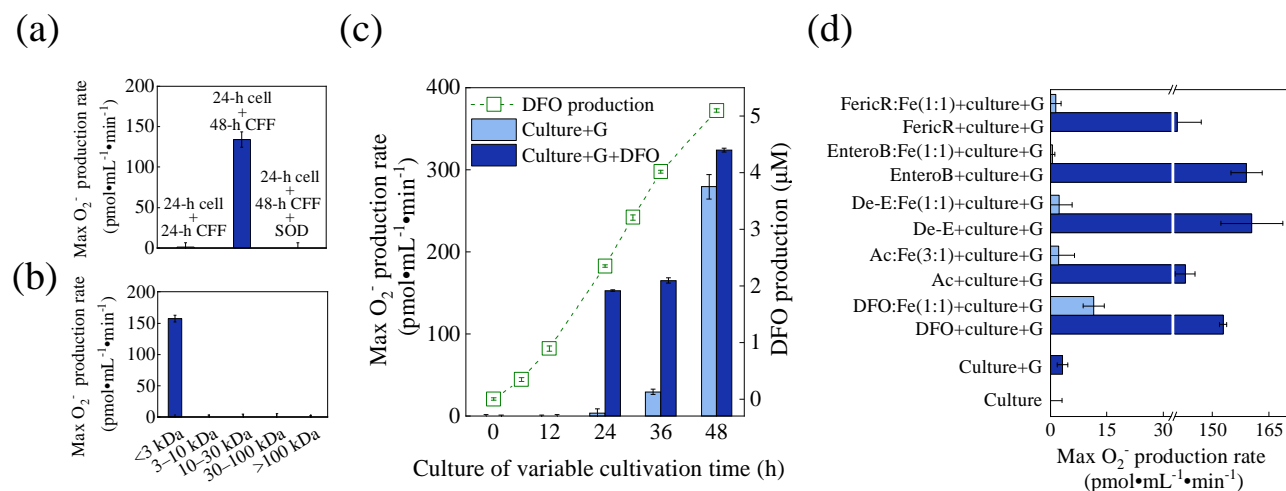 (a)
Max O₂⁻ production rate
(pmol•mL⁻¹•min⁻¹)
200
150
100
50
0
24-h cell
+
24-h CFF
24-h cell
+
48-h CFF
24-h cell
+
48-h CFF
+
SOD
(b)
Max O₂⁻ production rate
(pmol•mL⁻¹•min⁻¹)
200
150
100
50
0
<3 kDa
3–10 kDa
10–30 kDa
30–100 kDa
>100 kDa
(c)
Max O₂⁻ production rate
(pmol•mL⁻¹•min⁻¹)
400
300
200
100
0
DFO production
Culture+G
Culture+G+DFO
5
4
3
2
1
0
DFO production (μM)
0 12 24 36 48
Culture of variable cultivation time (h)
(d)
FericR:Fe(1:1)+culture+G
FericR+culture+G
EnteroB:Fe(1:1)+culture+G
EnteroB+culture+G
De-E:Fe(1:1)+culture+G
De-E+culture+G
Ac:Fe(3:1)+culture+G
Ac+culture+G
DFO:Fe(1:1)+culture+G
DFO+culture+G
Culture+G
Culture
0 15 30 150 165
Max O₂⁻ production rate
(pmol•mL⁻¹•min⁻¹)